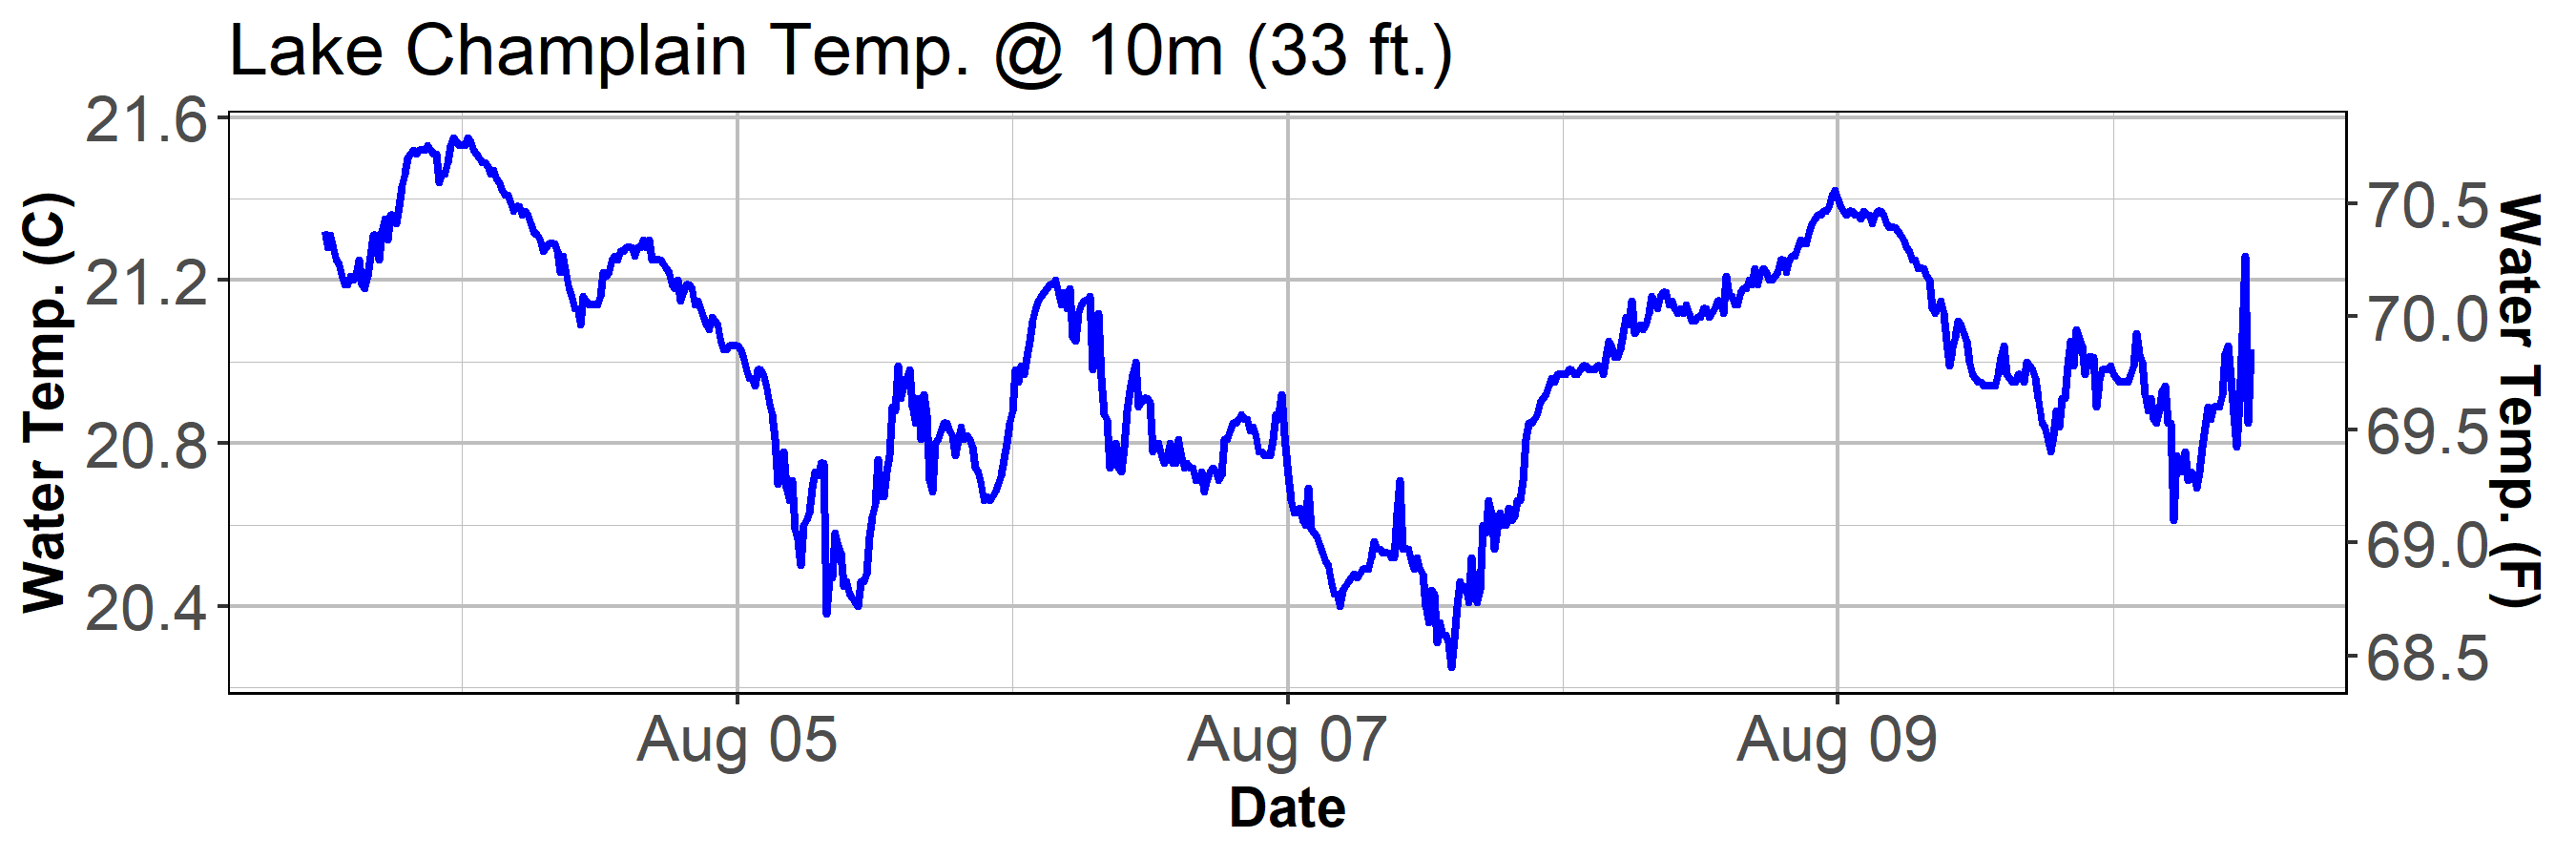 Lake Champlain Temp. @ 10m (33 ft.)
Water Temp. (C)
21.6
21.2
20.8
20.4
70.5
70.0
69.5
69.0
68.5
Water Temp. (F)
Aug 05 Aug 07 Aug 09
Date